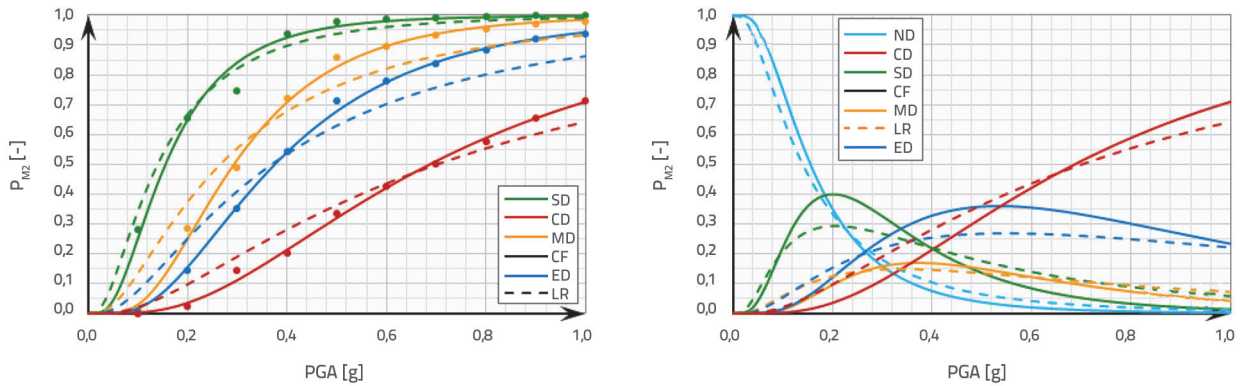 1,0
0,9
0,8
0,7
0,6
0,5
0,4
0,3
0,2
0,1
0,0
P_M2 [-]
0,0 0,2 0,4 0,6 0,8 1,0
PGA [g]
SD
CD
MD
CF
ED
LR
1,0
0,9
0,8
0,7
0,6
0,5
0,4
0,3
0,2
0,1
0,0
P_M2 [-]
0,0 0,2 0,4 0,6 0,8 1,0
PGA [g]
ND
CD
SD
CF
MD
LR
ED